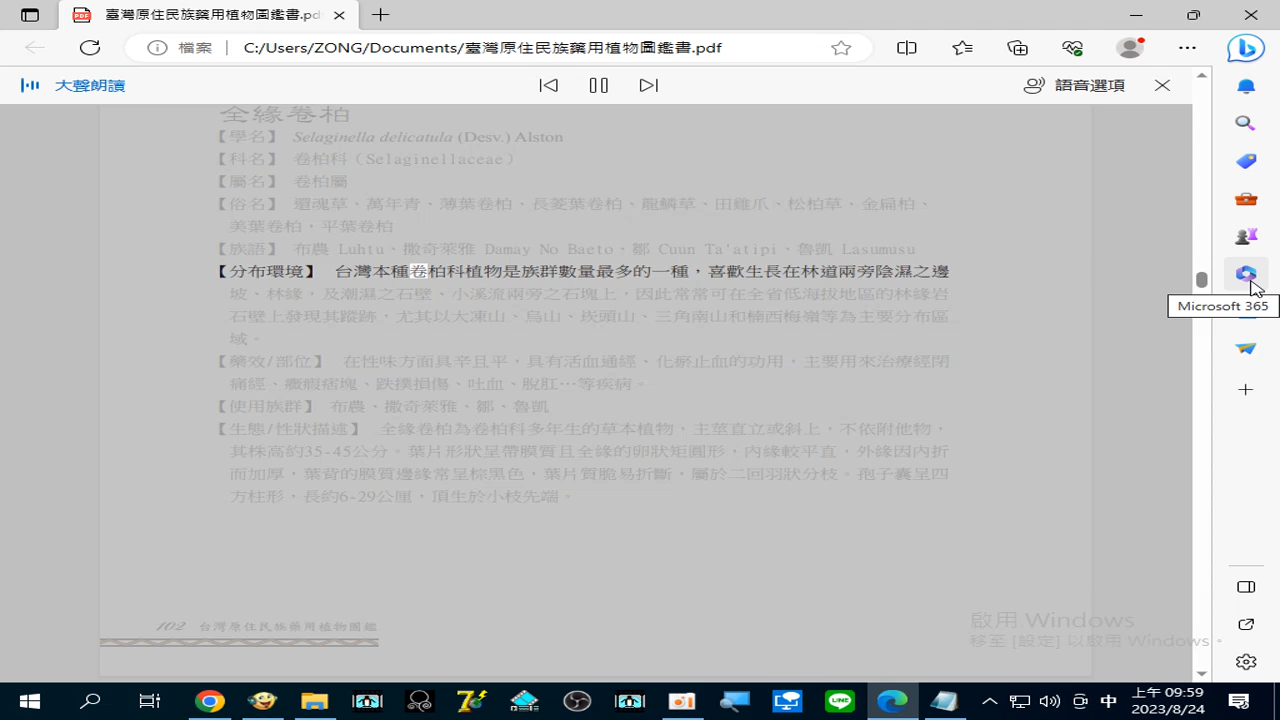 臺灣原住民族藥用植物圖鑑書.pd
檔案 C:/Users/ZONG/Documents/臺灣原住民族藥用植物圖鑑書.pdf
大聲朗讀 語音選項
全緣卷柏
【學名】 Selaginella delicatula (Desv.) Alston
【科名】 卷柏科（Selaginellaceae）
【屬名】 卷柏屬
【俗名】 還魂草、萬年青、薄葉卷柏、長菱葉卷柏、龍鱗草、田雞爪、松柏草、金扁柏、
美葉卷柏，平葉卷柏
【族語】 布農 Luhtu、撒奇萊雅 Damay No Baeto，鄒 Cuun Ta'atipi，魯凱 Lasumusu
【分布環境】 台灣本種卷柏科植物是族群數量最多的一種，喜歡生長在林道兩旁陰濕之邊
坡、林緣，及潮濕之石壁、小溪流兩旁之石塊上，因此常常可在全省低海拔地區的林緣岩
石壁上發現其蹤跡，尤其以大凍山、烏山、崁頭山、三角南山和楠西梅嶺等為主要分布區
域。
【藥效/部位】 在性味方面具辛且平，具有活血通經、化瘀止血的功用，主要用來治療經閉
痛經、癥瘕痞塊、跌撲損傷、吐血、脫肛…等疾病。
【使用族群】 布農、撒奇萊雅、鄒、魯凱
【生態/性狀描述】 全緣卷柏為卷柏科多年生的草本植物，主莖直立或斜上，不依附他物，
其株高約35-45公分。葉片形狀呈帶膜質且全緣的卵狀矩圓形，內緣較平直，外緣因內折
而加厚，葉背的膜質邊緣常呈棕黑色，葉片質脆易折斷，屬於二回羽狀分枝。孢子囊呈四
方柱形，長約6-29公厘，頂生於小枝先端。
102 台灣原住民族藥用植物圖鑑
Microsoft 365
啟用 Windows
移至 [設定] 以啟用 Windows。
中
上午 09:59
2023/8/24